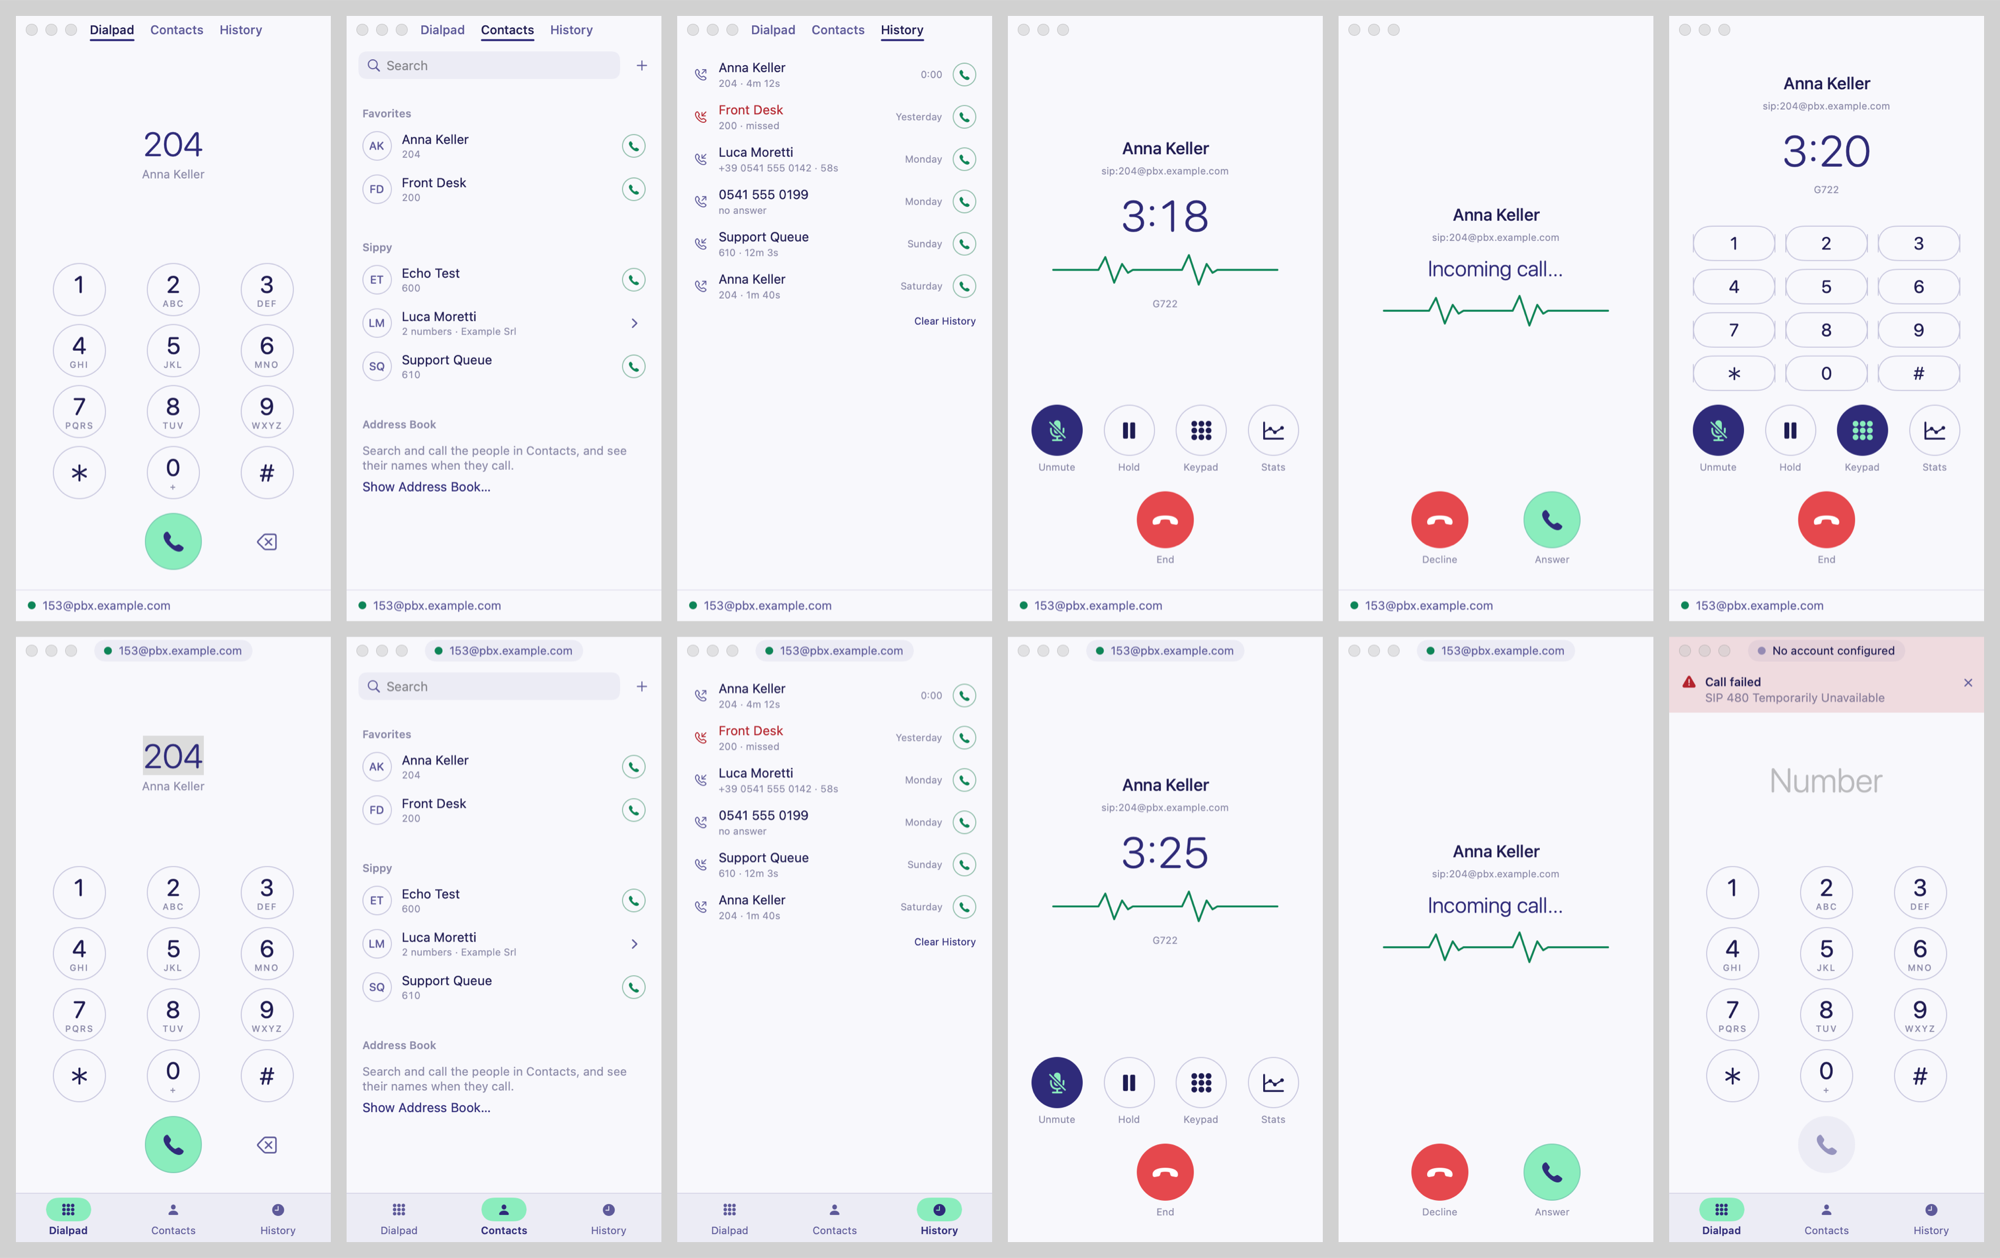 Dialpad Contacts History
204
Anna Keller
1
2
ABC
3
DEF
4
GHI
5
JKL
6
MNO
7
PQRS
8
TUV
9
WXYZ
*
0
+
#
153@pbx.example.com
Dialpad Contacts History
Search
Favorites
AK
Anna Keller
204
FD
Front Desk
200
Sippy
ET
Echo Test
600
LM
Luca Moretti
2 numbers · Example Srl
SQ
Support Queue
610
Address Book
Search and call the people in Contacts, and see
their names when they call.
Show Address Book...
153@pbx.example.com
Dialpad Contacts History
Anna Keller
204 · 4m 12s
0:00
Front Desk
200 · missed
Yesterday
Luca Moretti
+39 0541 555 0142 · 58s
Monday
0541 555 0199
no answer
Monday
Support Queue
610 · 12m 3s
Sunday
Anna Keller
204 · 1m 40s
Saturday
Clear History
153@pbx.example.com
Anna Keller
sip:204@pbx.example.com
3:18
G722
Unmute Hold Keypad Stats
End
153@pbx.example.com
Anna Keller
sip:204@pbx.example.com
Incoming call...
Decline Answer
153@pbx.example.com
Anna Keller
sip:204@pbx.example.com
3:20
G722
1 2 3
4 5 6
7 8 9
* 0 #
Unmute Hold Keypad Stats
End
153@pbx.example.com
153@pbx.example.com
204
Anna Keller
1
2
ABC
3
DEF
4
GHI
5
JKL
6
MNO
7
PQRS
8
TUV
9
WXYZ
*
0
+
#
Dialpad Contacts History
153@pbx.example.com
Search
Favorites
AK
Anna Keller
204
FD
Front Desk
200
Sippy
ET
Echo Test
600
LM
Luca Moretti
2 numbers · Example Srl
SQ
Support Queue
610
Address Book
Search and call the people in Contacts, and see
their names when they call.
Show Address Book...
Dialpad Contacts History
153@pbx.example.com
Anna Keller
204 · 4m 12s
0:00
Front Desk
200 · missed
Yesterday
Luca Moretti
+39 0541 555 0142 · 58s
Monday
0541 555 0199
no answer
Monday
Support Queue
610 · 12m 3s
Sunday
Anna Keller
204 · 1m 40s
Saturday
Clear History
Dialpad Contacts History
153@pbx.example.com
Anna Keller
sip:204@pbx.example.com
3:25
G722
Unmute Hold Keypad Stats
End
153@pbx.example.com
Anna Keller
sip:204@pbx.example.com
Incoming call...
Decline Answer
No account configured
Call failed
SIP 480 Temporarily Unavailable
Number
1
2
ABC
3
DEF
4
GHI
5
JKL
6
MNO
7
PQRS
8
TUV
9
WXYZ
*
0
+
#
Dialpad Contacts History